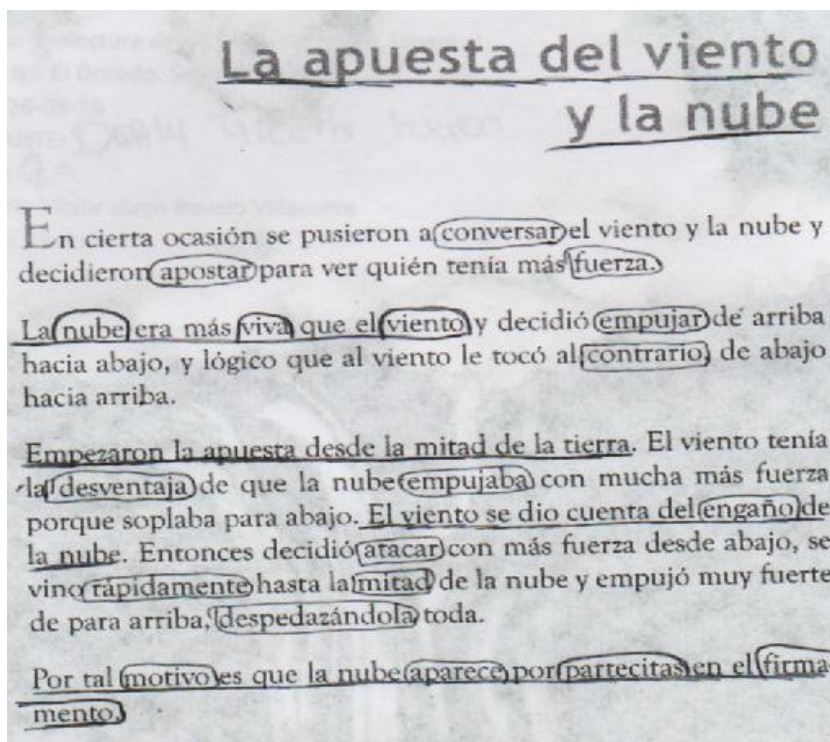 La apuesta del viento
y la nube
En cierta ocasión se pusieron a conversar el viento y la nube y
decidieron apostar para ver quién tenía más fuerza.
La nube era más viva que el viento y decidió empujar de arriba
hacia abajo, y lógico que al viento le tocó al contrario, de abajo
hacia arriba.
Empezaron la apuesta desde la mitad de la tierra. El viento tenía
la desventaja de que la nube empujaba con mucha más fuerza
porque soplaba para abajo. El viento se dio cuenta del engaño de
la nube. Entonces decidió atacar con más fuerza desde abajo, se
vino rápidamente hasta la mitad de la nube y empujó muy fuerte
de para arriba, despedazándola toda.
Por tal motivo es que la nube aparece por partecitas en el firma
mento.